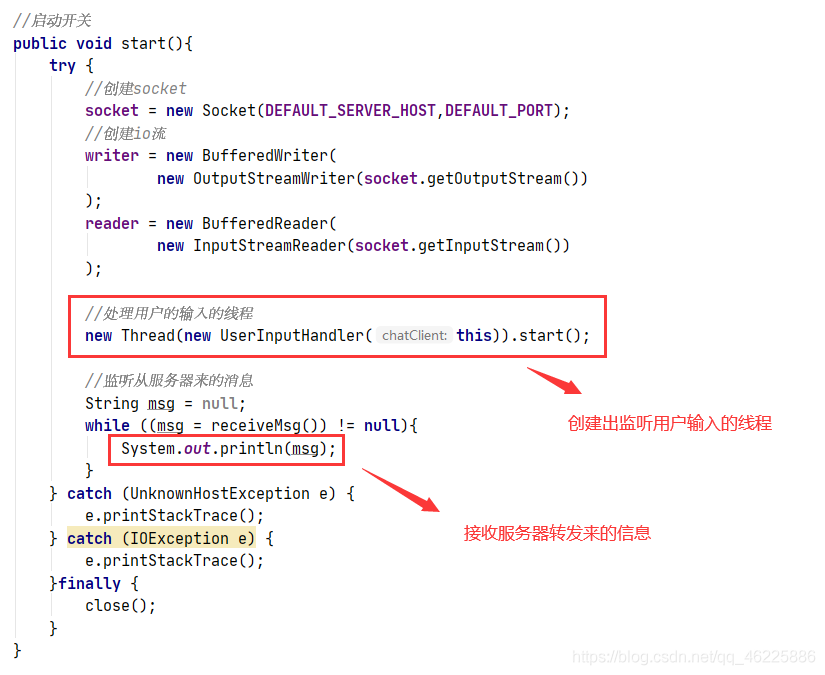 //启动开关
public void start(){
try {
//创建socket
socket = new Socket(DEFAULT_SERVER_HOST,DEFAULT_PORT);
//创建io流
writer = new BufferedWriter(
new OutputStreamWriter(socket.getOutputStream())
);
reader = new BufferedReader(
new InputStreamReader(socket.getInputStream())
);
//处理用户的输入的线程
new Thread(new UserInputHandler( chatClient: this)).start();
//监听从服务器来的消息
String msg = null;
创建出监听用户输入的线程
while ((msg = receiveMsg()) != null){
System.out.println(msg);
}
} catch (UnknownHostException e) {
e.printStackTrace();
接收服务器转发来的信息
} catch (IOException e) {
e.printStackTrace();
}finally {
close();
}
}
https://blog.csdn.net/qq_46225886